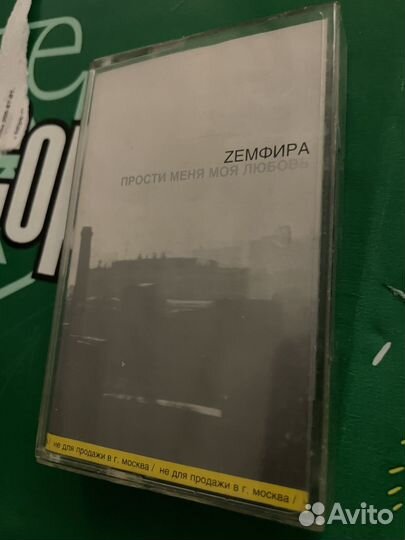 ZЕМФИРА
ПРОСТИ МЕНЯ МОЯ ЛЮБОВЬ
не для продажи в г. москва / не для продажи в г. москва /
Avito